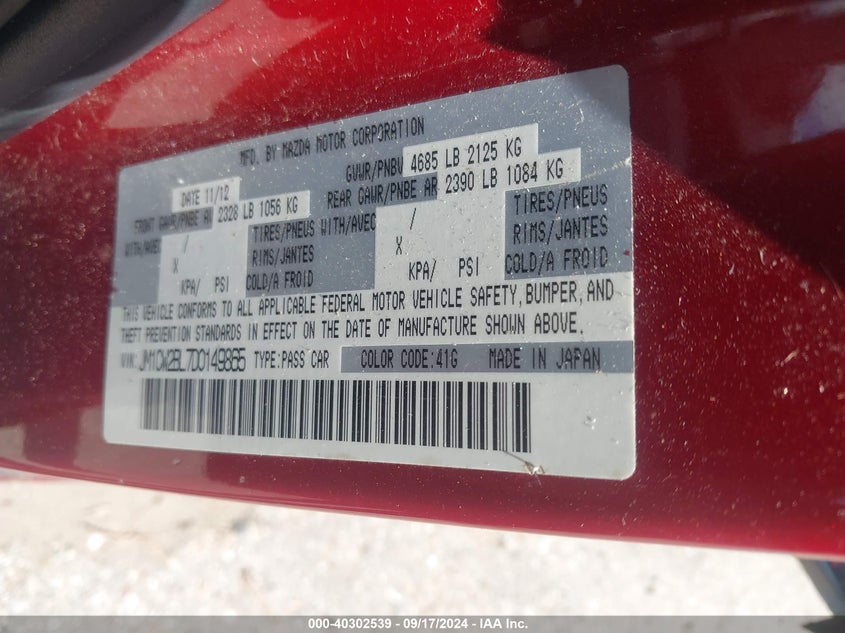 MFD. BY MAZDA MOTOR CORPORATION
DATE 11/12 GVWR/PNBV 4685 LB 2125 KG
FRONT GAWR/PNBE AV 2328 LB 1056 KG REAR GAWR/PNBE AR 2390 LB 1084 KG
WITH/AVEC / TIRES/PNEUS WITH/AVEC / TIRES/PNEUS
X RIMS/JANTES X RIMS/JANTES
KPA/ PSI COLD/A FROID KPA/ PSI COLD/A FROID
THIS VEHICLE CONFORMS TO ALL APPLICABLE FEDERAL MOTOR VEHICLE SAFETY, BUMPER, AND
THEFT PREVENTION STANDARDS IN EFFECT ON THE DATE OF MANUFACTURE SHOWN ABOVE.
VIN: JM1CW2BL7D0149865 TYPE:PASS CAR COLOR CODE:41G MADE IN JAPAN
000-40302539 - 09/17/2024 - IAA Inc.